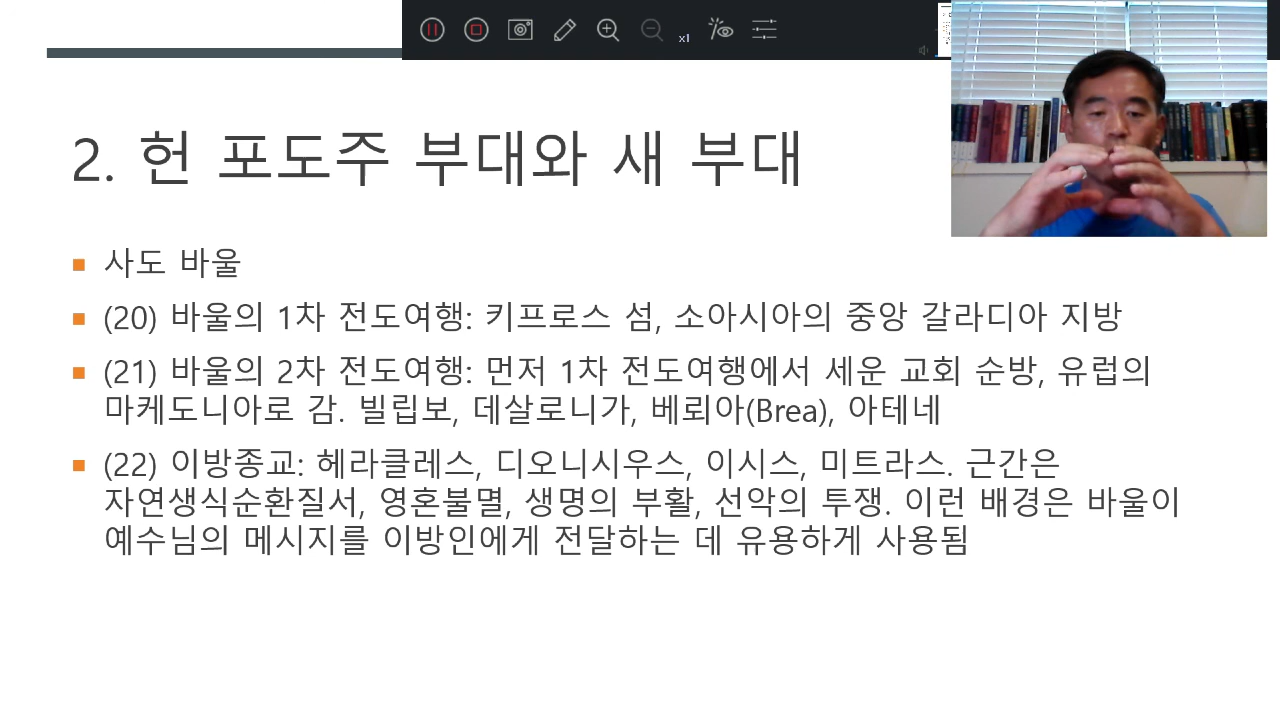 x1
2. 헌 포도주 부대와 새 부대
사도 바울
(20) 바울의 1차 전도여행: 키프로스 섬, 소아시아의 중앙 갈라디아 지방
(21) 바울의 2차 전도여행: 먼저 1차 전도여행에서 세운 교회 순방, 유럽의
마케도니아로 감. 빌립보, 데살로니가, 베뢰아(Brea), 아테네
(22) 이방종교: 헤라클레스, 디오니시우스, 이시스, 미트라스. 근간은
자연생식순환질서, 영혼불멸, 생명의 부활, 선악의 투쟁. 이런 배경은 바울이
예수님의 메시지를 이방인에게 전달하는 데 유용하게 사용됨